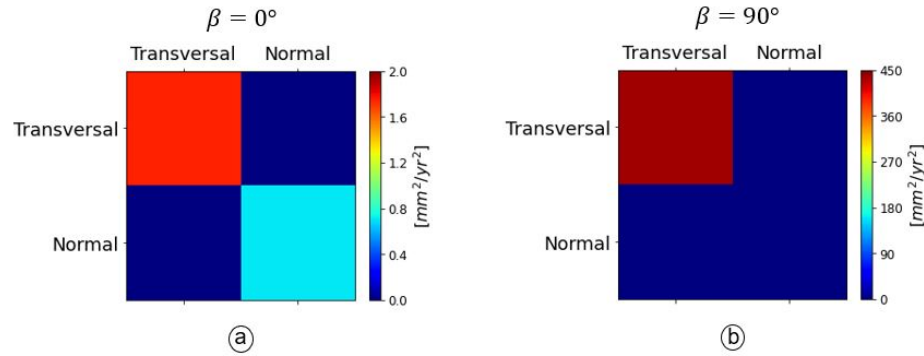 β = 0°
Transversal Normal
Transversal
Normal
2.0
1.6
1.2
0.8
0.4
0.0
[mm²/yr²]
ⓐ
β = 90°
Transversal Normal
Transversal
Normal
450
360
270
180
90
0
[mm²/yr²]
ⓑ